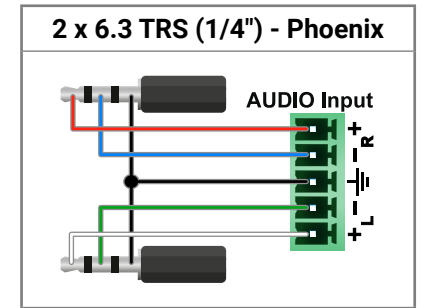 2 x 6.3 TRS (1/4") - Phoenix
AUDIO Input
+
R
-
-
L
+